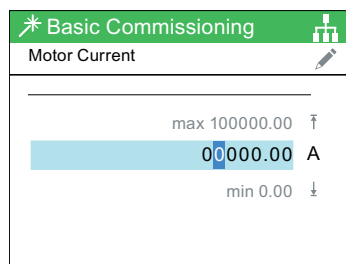 Basic Commissioning
Motor Current
max 100000.00
00000.00 A
min 0.00